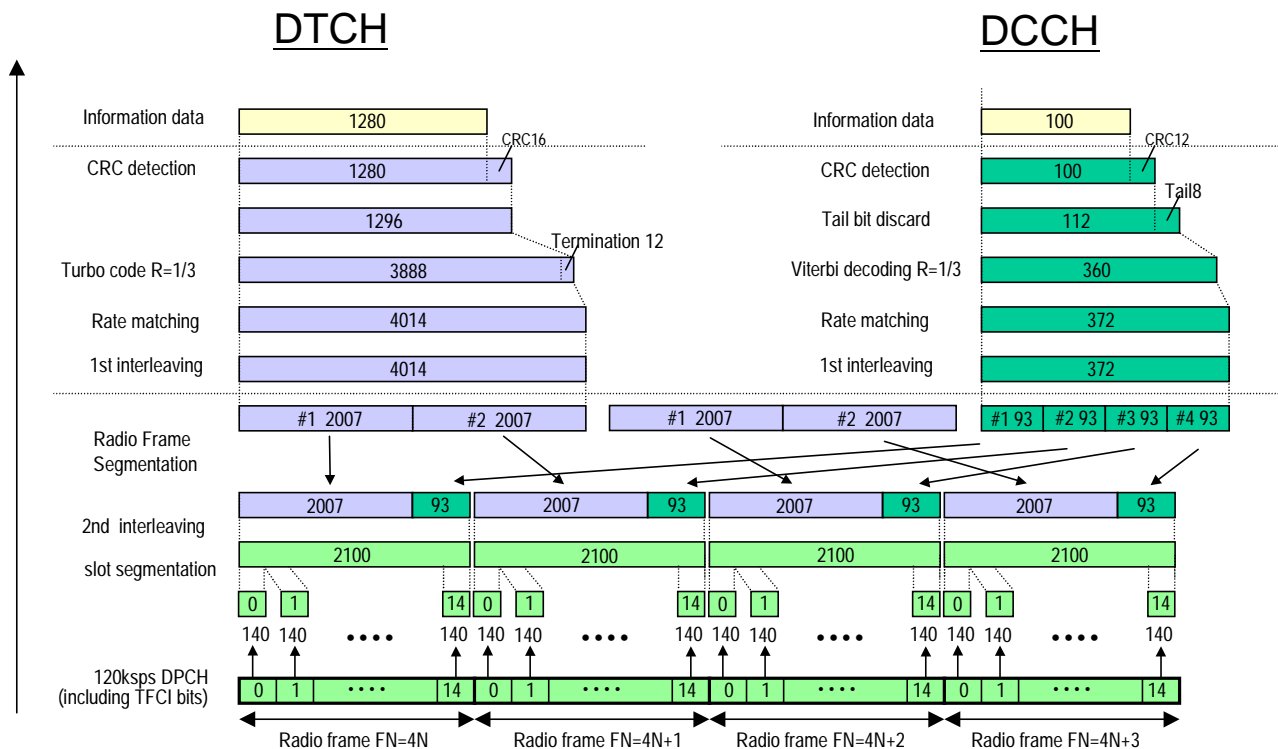 DTCH DCCH
Information data 1280 Information data 100
CRC16 CRC12
CRC detection 1280 CRC detection 100
Tail8
1296 Tail bit discard 112
Termination 12
Turbo code R=1/3 3888 Viterbi decoding R=1/3 360
Rate matching 4014 Rate matching 372
1st interleaving 4014 1st interleaving 372
#1 2007 #2 2007 #1 2007 #2 2007 #1 93 #2 93 #3 93 #4 93
Radio Frame
Segmentation
2007 93 2007 93 2007 93 2007 93
2nd interleaving
2100 2100 2100 2100
slot segmentation
0 1 14 0 1 14 0 1 14 0 1 14
140 140 •••• 140 140 140 •••• 140 140 140 •••• 140 140 140 •••• 140
120ksps DPCH
(including TFCI bits)
0 1 •••• 14 0 1 •••• 14 0 1 •••• 14 0 1 •••• 14
Radio frame FN=4N Radio frame FN=4N+1 Radio frame FN=4N+2 Radio frame FN=4N+3